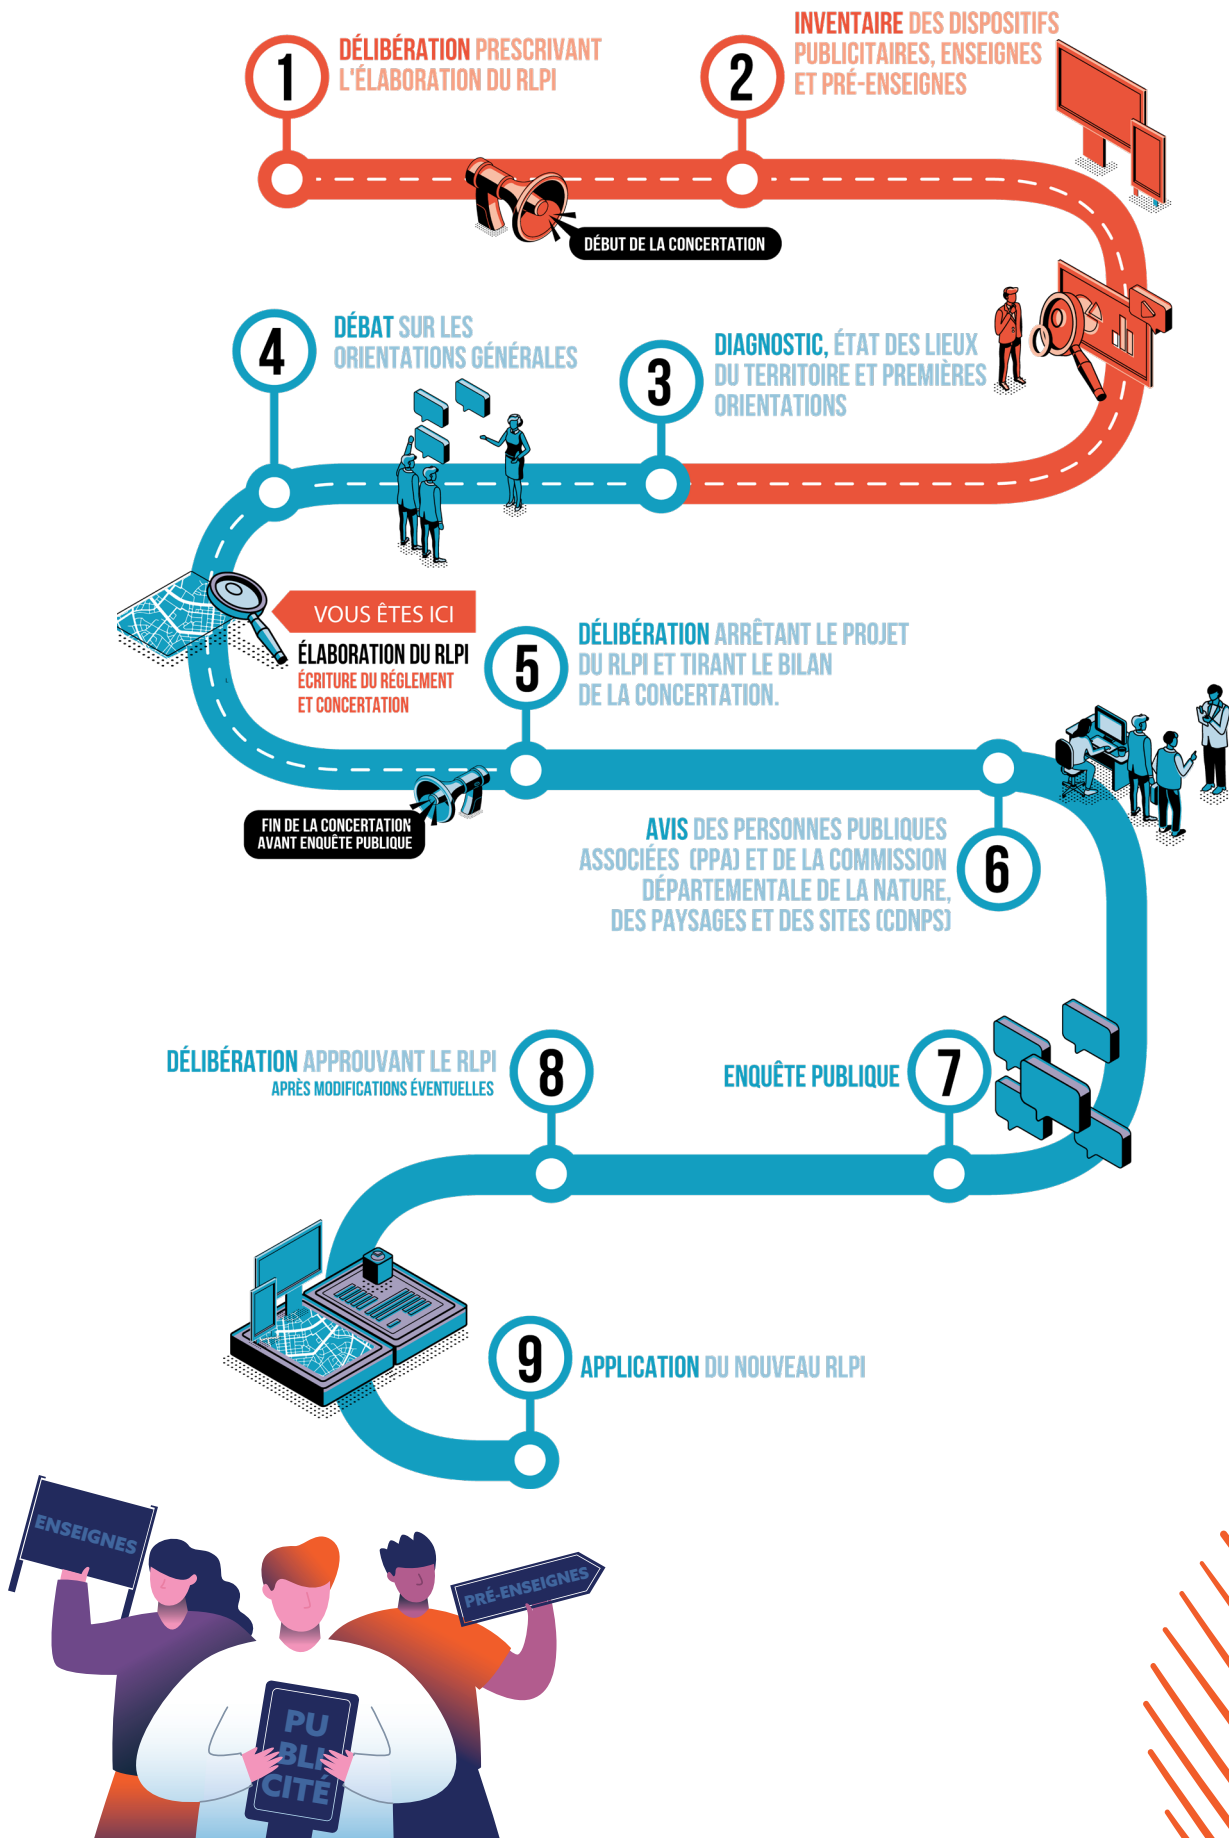 1
DÉLIBÉRATION PRESCRIVANT
L'ÉLABORATION DU RLPI
2
INVENTAIRE DES DISPOSITIFS
PUBLICITAIRES, ENSEIGNES
ET PRÉ-ENSEIGNES
DÉBUT DE LA CONCERTATION
3
DIAGNOSTIC, ÉTAT DES LIEUX
DU TERRITOIRE ET PREMIÈRES
ORIENTATIONS
4
DÉBAT SUR LES
ORIENTATIONS GÉNÉRALES
VOUS ÊTES ICI
ÉLABORATION DU RLPI
ÉCRITURE DU RÉGLEMENT
ET CONCERTATION
5
DÉLIBÉRATION ARRÊTANT LE PROJET
DU RLPI ET TIRANT LE BILAN
DE LA CONCERTATION.
FIN DE LA CONCERTATION
AVANT ENQUÊTE PUBLIQUE
6
AVIS DES PERSONNES PUBLIQUES
ASSOCIÉES (PPA) ET DE LA COMMISSION
DÉPARTEMENTALE DE LA NATURE,
DES PAYSAGES ET DES SITES (CDNPS)
7
ENQUÊTE PUBLIQUE
8
DÉLIBÉRATION APPROUVANT LE RLPI
APRÈS MODIFICATIONS ÉVENTUELLES
9
APPLICATION DU NOUVEAU RLPI
ENSEIGNES
PRÉ-ENSEIGNES
PU
BLI
CITÉ